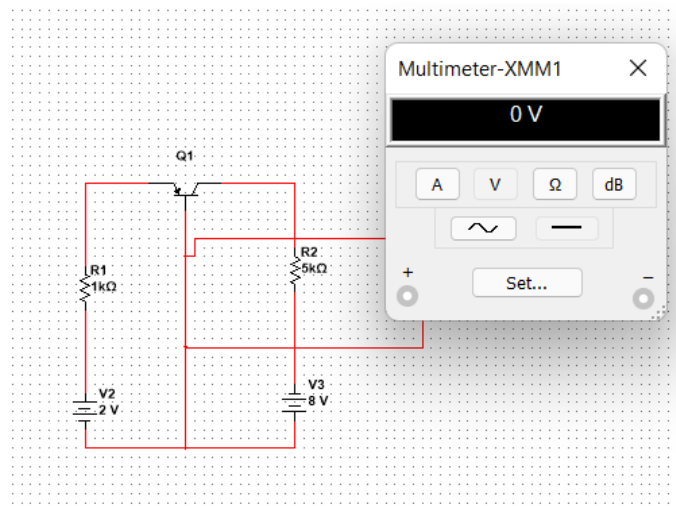 Multimeter-XMM1
0 V
A
V
Ω
dB
+
Set...
−
Q1
R1
1kΩ
R2
5kΩ
V2
2 V
V3
8 V